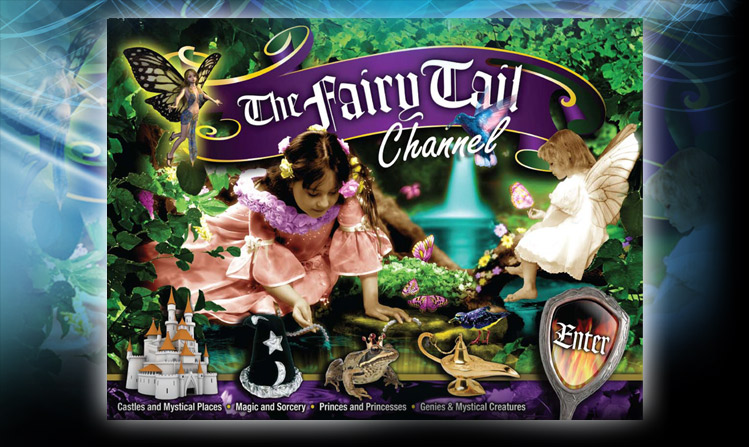 The Fairy Tail
Channel
Enter
Castles and Mystical Places • Magic and Sorcery • Princes and Princesses • Genies & Mystical Creatures